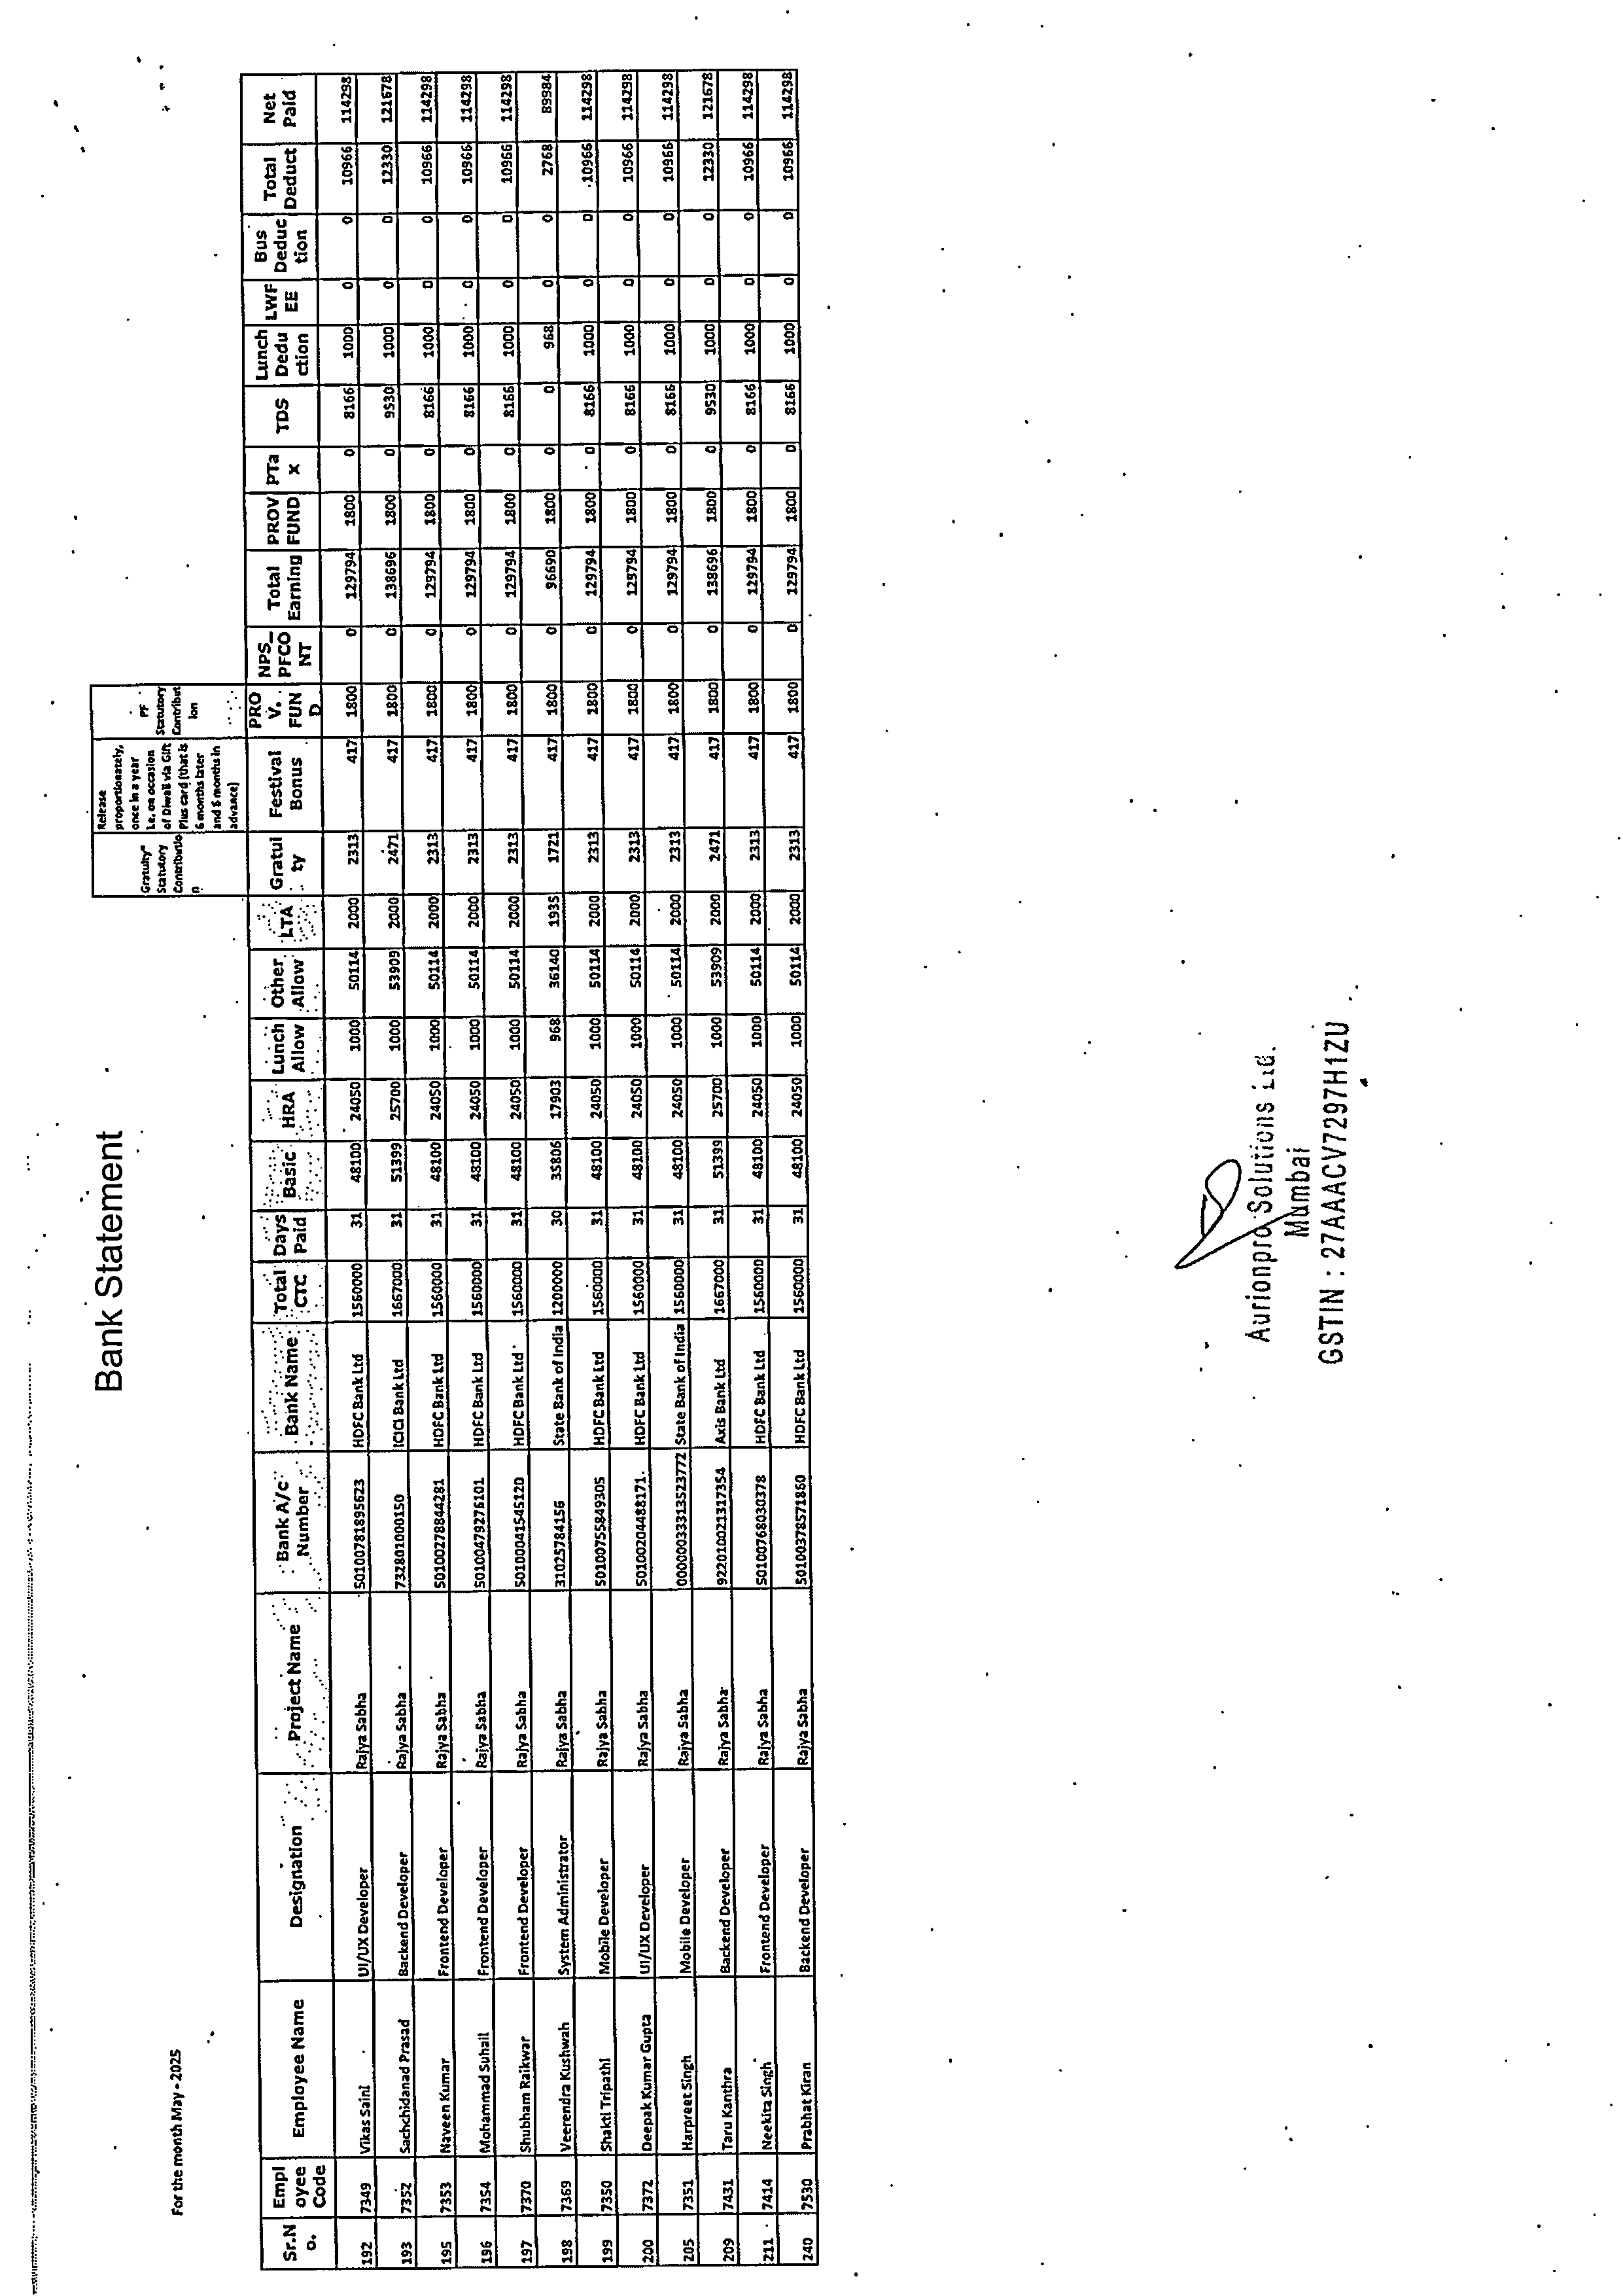 Bank Statement
For the month May - 2025
Gratuity* Statutory Contributio n
Release proportionately, once in a year i.e. on occasion of Diwali via Gift Plus card (that is 6 months later and 5 months in advance)
PF Statutory Contribut ion
Sr.N o. Empl oyee Code Employee Name Designation Project Name Bank A/c Number Bank Name Total CTC Days Paid Basic HRA Lunch Allow Other Allow LTA Gratui ty Festival Bonus PRO V. FUN D NPS_ PFCO NT Total Earning PROV FUND PTa x TDS Lunch Dedu ction LWF EE Bus Deduc tion Total Deduct Net Paid
192 7349 Vikas Saini UI/UX Developer Rajya Sabha 50100781895623 HDFC Bank Ltd 1560000 31 48100 24050 1000 50114 2000 2313 417 1800 0 129794 1800 0 8166 1000 0 0 10966 114298
193 7352 Sachchidanad Prasad Backend Developer Rajya Sabha 732801000150 ICICI Bank Ltd 1667000 31 51399 25700 1000 53909 2000 2471 417 1800 0 138696 1800 0 9530 1000 0 0 12330 121678
195 7353 Naveen Kumar Frontend Developer Rajya Sabha 50100278844281 HDFC Bank Ltd 1560000 31 48100 24050 1000 50114 2000 2313 417 1800 0 129794 1800 0 8166 1000 0 0 10966 114298
196 7354 Mohammad Suhail Frontend Developer Rajya Sabha 50100479276101 HDFC Bank Ltd 1560000 31 48100 24050 1000 50114 2000 2313 417 1800 0 129794 1800 0 8166 1000 0 0 10966 114298
197 7370 Shubham Raikwar Frontend Developer Rajya Sabha 50100041545120 HDFC Bank Ltd 1560000 31 48100 24050 1000 50114 2000 2313 417 1800 0 129794 1800 0 8166 1000 0 0 10966 114298
198 7369 Veerendra Kushwah System Administrator Rajya Sabha 31025784156 State Bank of India 1200000 30 35806 17903 968 36140 1935 1721 417 1800 0 96690 1800 0 0 968 0 0 2768 89984
199 7350 Shakti Tripathi Mobile Developer Rajya Sabha 50100755849305 HDFC Bank Ltd 1560000 31 48100 24050 1000 50114 2000 2313 417 1800 0 129794 1800 0 8166 1000 0 0 10966 114298
200 7372 Deepak Kumar Gupta UI/UX Developer Rajya Sabha 50100204488171 HDFC Bank Ltd 1560000 31 48100 24050 1000 50114 2000 2313 417 1800 0 129794 1800 0 8166 1000 0 0 10966 114298
205 7351 Harpreet Singh Mobile Developer Rajya Sabha 00000033313523772 State Bank of India 1560000 31 48100 24050 1000 50114 2000 2313 417 1800 0 129794 1800 0 8166 1000 0 0 10966 114298
209 7431 Taru Kanthra Backend Developer Rajya Sabha 922010021317354 Axis Bank Ltd 1667000 31 51399 25700 1000 53909 2000 2471 417 1800 0 138696 1800 0 9530 1000 0 0 12330 121678
211 7414 Neekita Singh Frontend Developer Rajya Sabha 50100768030378 HDFC Bank Ltd 1560000 31 48100 24050 1000 50114 2000 2313 417 1800 0 129794 1800 0 8166 1000 0 0 10966 114298
240 7530 Prabhat Kiran Backend Developer Rajya Sabha 50100378571860 HDFC Bank Ltd 1560000 31 48100 24050 1000 50114 2000 2313 417 1800 0 129794 1800 0 8166 1000 0 0 10966 114298
Aurionpro Solutions Ltd.
Mumbai
GSTIN : 27AAACV7297H1ZU